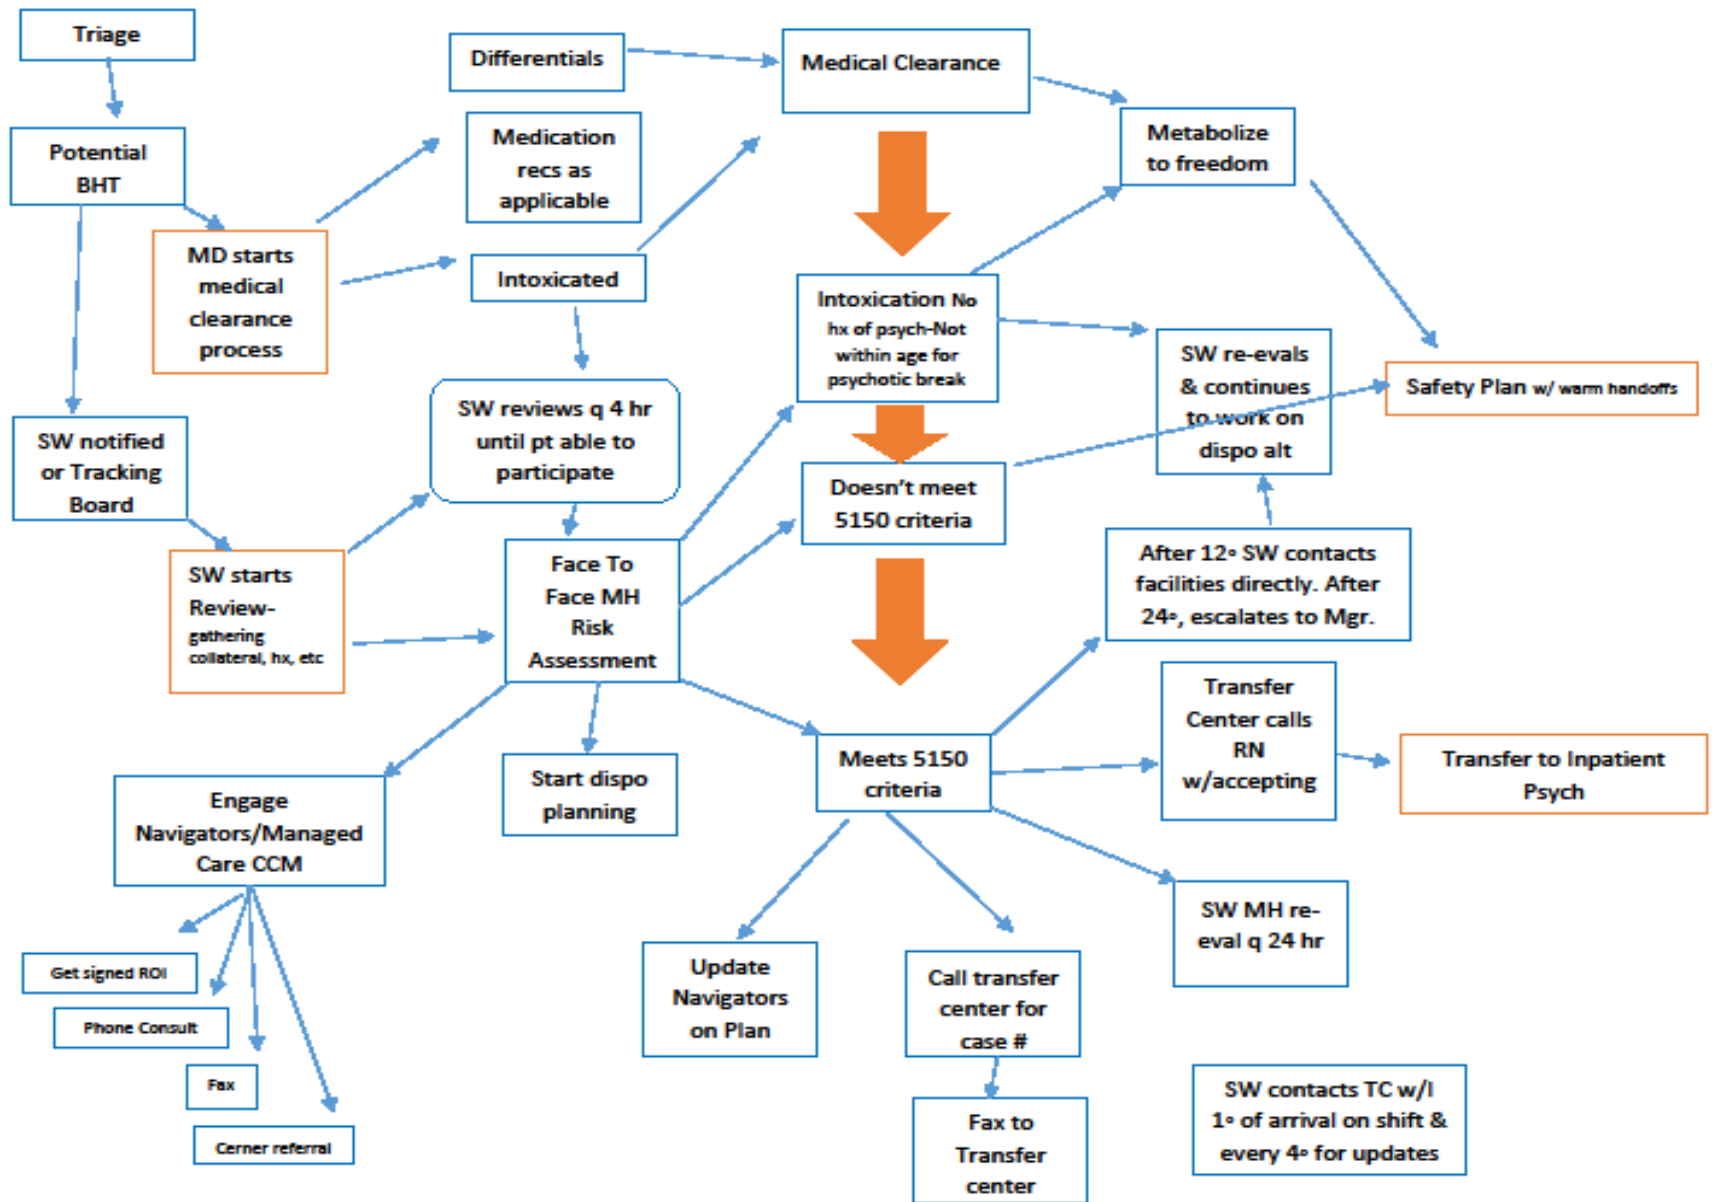 Triage
Differentials
Medical Clearance
Potential
BHT
Medication
recs as
applicable
Metabolize
to freedom
MD starts
medical
clearance
process
Intoxicated
Intoxication No
hx of psych-Not
within age for
psychotic break
SW re-evals
& continues
to work on
dispo alt
Safety Plan w/ warm handoffs
SW notified
or Tracking
Board
SW reviews q 4 hr
until pt able to
participate
Doesn't meet
5150 criteria
SW starts
Review-
gathering
collateral, hx, etc
Face To
Face MH
Risk
Assessment
After 12∘ SW contacts
facilities directly. After
24∘, escalates to Mgr.
Transfer
Center calls
RN
w/accepting
Transfer to Inpatient
Psych
Engage
Navigators/Managed
Care CCM
Start dispo
planning
Meets 5150
criteria
SW MH re-
eval q 24 hr
Get signed ROI
Phone Consult
Fax
Cerner referral
Update
Navigators
on Plan
Call transfer
center for
case #
Fax to
Transfer
center
SW contacts TC w/I
1∘ of arrival on shift &
every 4∘ for updates